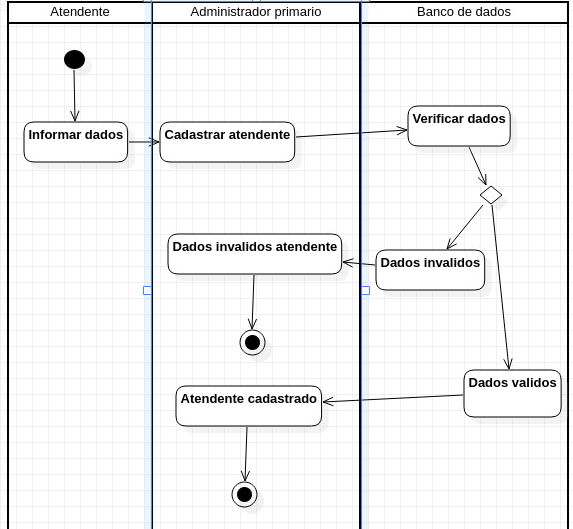 Atendente
Administrador primario
Banco de dados
Informar dados
Cadastrar atendente
Verificar dados
Dados invalidos atendente
Dados invalidos
Dados validos
Atendente cadastrado